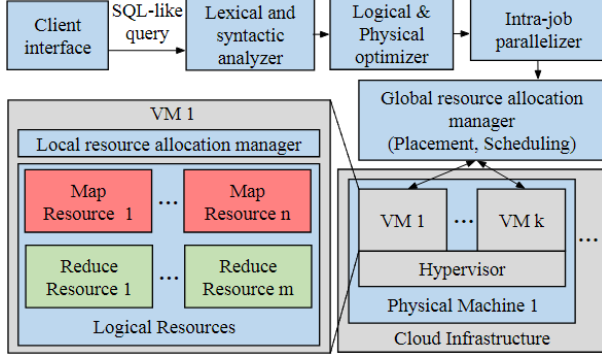 Client
interface
SQL-like
query
Lexical and
syntactic
analyzer
Logical &
Physical
optimizer
Intra-job
parallelizer
Global resource allocation
manager
(Placement, Scheduling)
VM 1
Local resource allocation manager
Map
Resource 1
...
Map
Resource n
Reduce
Resource 1
...
Reduce
Resource m
Logical Resources
VM 1
...
VM k
...
Hypervisor
Physical Machine 1
Cloud Infrastructure